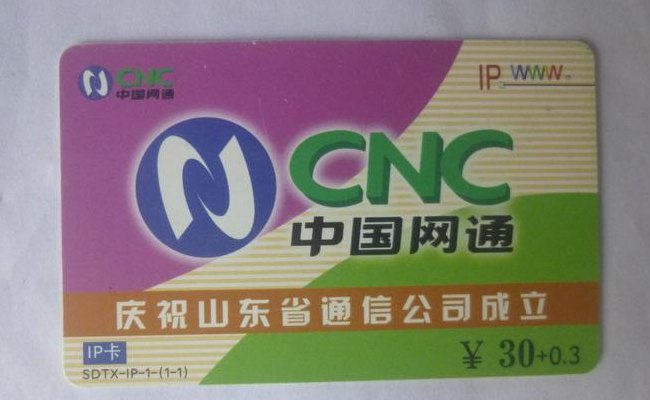 CNC
中国网通
IP WWW.
CNC
中国网通
庆祝山东省通信公司成立
IP卡
¥ 30+0.3
SDTX-IP-1-(1-1)